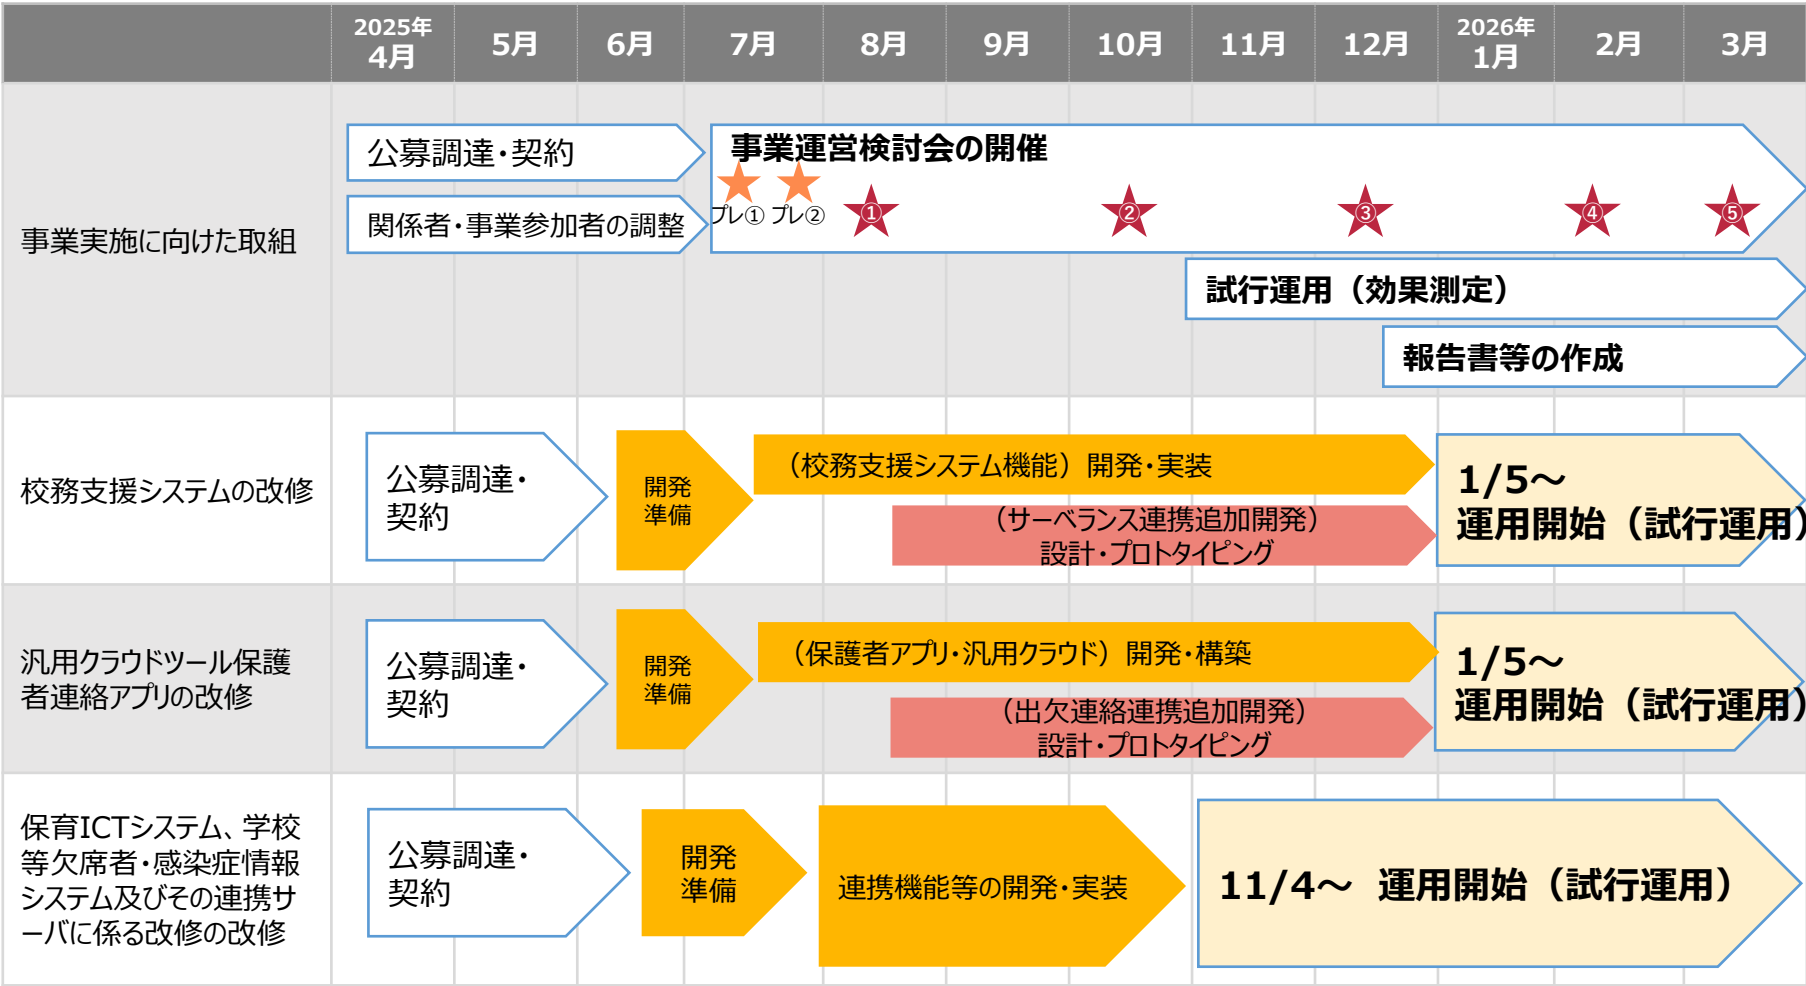 2025年
4月
5月
6月
7月
8月
9月
10月
11月
12月
2026年
1月
2月
3月
事業実施に向けた取組
公募調達・契約
関係者・事業参加者の調整
事業運営検討会の開催
プレ① プレ②
①
②
③
④
⑤
試行運用（効果測定）
報告書等の作成
校務支援システムの改修
公募調達・
契約
開発
準備
（校務支援システム機能）開発・実装
（サーベランス連携追加開発）
設計・プロトタイピング
1/5～
運用開始（試行運用）
汎用クラウドツール保護
者連絡アプリの改修
公募調達・
契約
開発
準備
（保護者アプリ・汎用クラウド）開発・構築
（出欠連絡連携追加開発）
設計・プロトタイピング
1/5～
運用開始（試行運用）
保育ICTシステム、学校
等欠席者・感染症情報
システム及びその連携サ
ーバに係る改修の改修
公募調達・
契約
開発
準備
連携機能等の開発・実装
11/4～ 運用開始（試行運用）